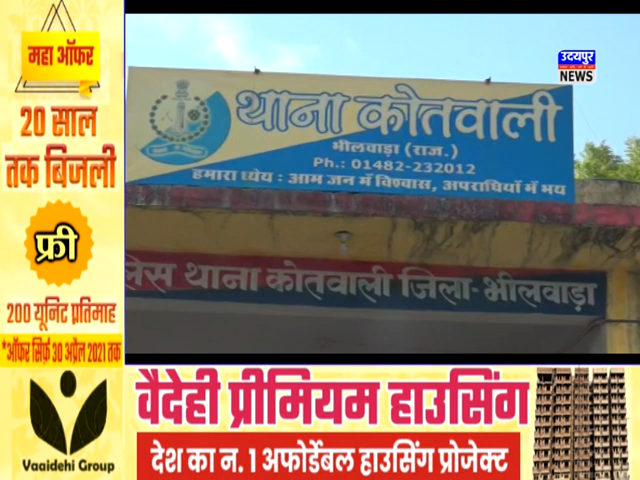 महा ऑफर
20 साल
तक बिजली
फ्री
200 यूनिट प्रतिमाह
*ऑफर सिर्फ़ 30 अप्रैल 2021 तक
Vaaidehi Group
उदयपुर
NEWS
थाना कोतवाली
भीलवाड़ा (राज.)
Ph.: 01482-232012
हमारा ध्येय : आम जन में विश्वास, अपराधियों में भय
लिस थाना कोतवाली जिला-भीलवाड़ा
वैदेही प्रीमियम हाउसिंग
देश का न. 1 अफोर्डेबल हाउसिंग प्रोजेक्ट